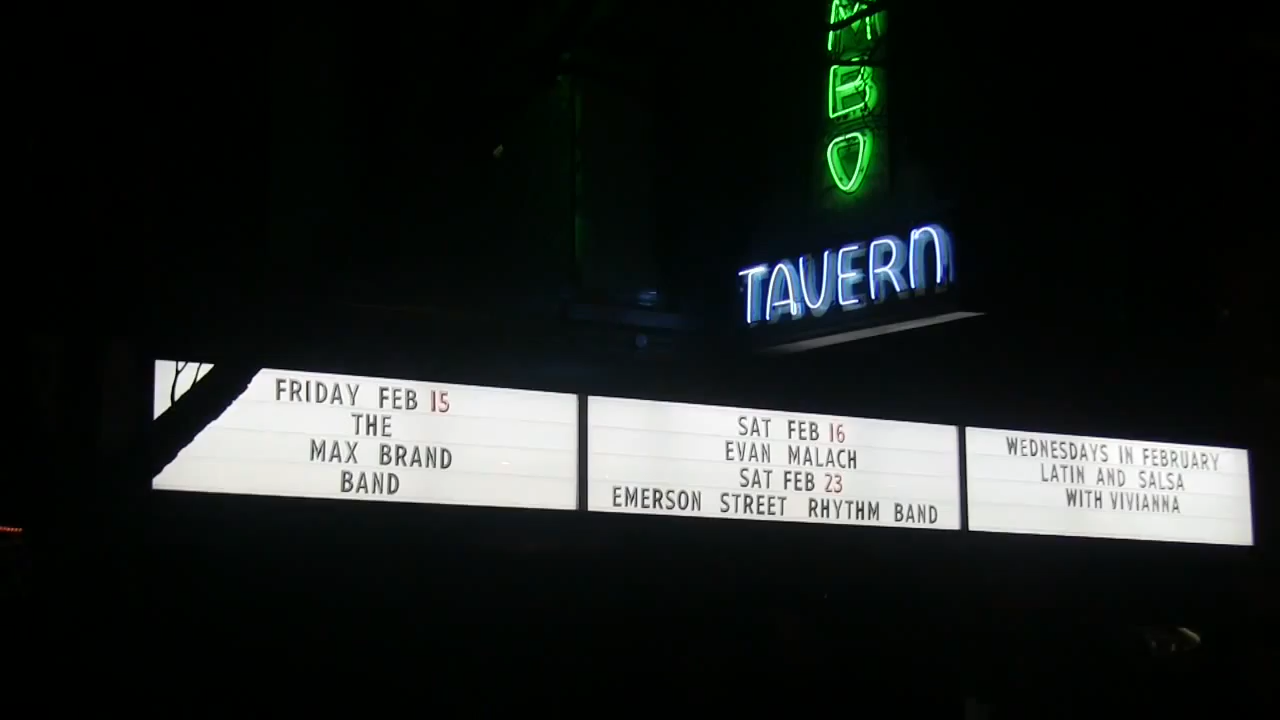 MBO
TAVERN
FRIDAY FEB 15
THE
MAX BRAND
BAND
SAT FEB 16
EVAN MALACH
SAT FEB 23
EMERSON STREET RHYTHM BAND
WEDNESDAYS IN FEBRUARY
LATIN AND SALSA
WITH VIVIANNA